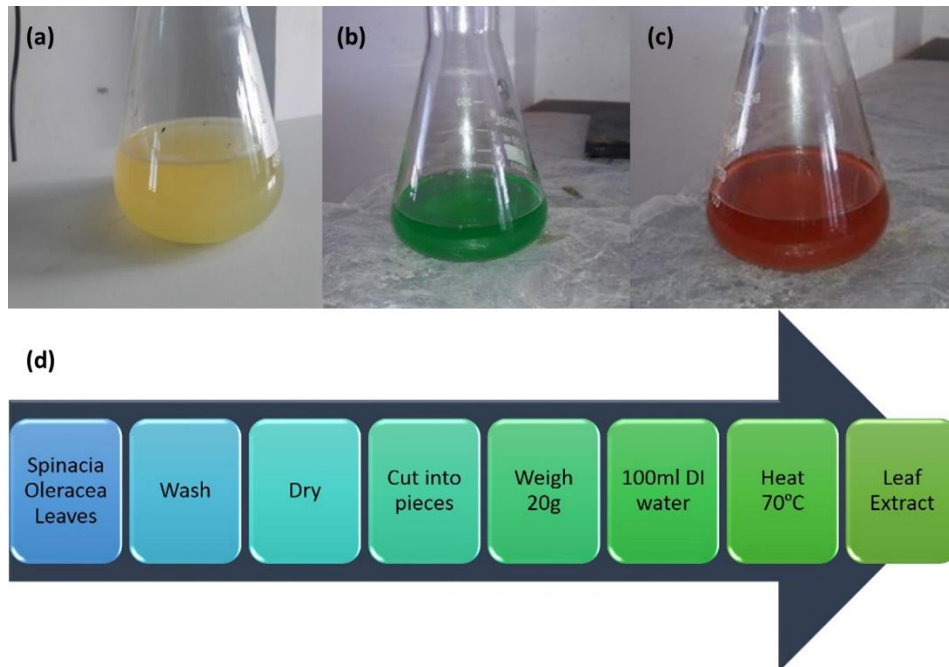 (a)
(b)
(c)
(d)
Spinacia
Oleracea
Leaves
Wash
Dry
Cut into
pieces
Weigh
20g
100ml DI
water
Heat
70°C
Leaf
Extract